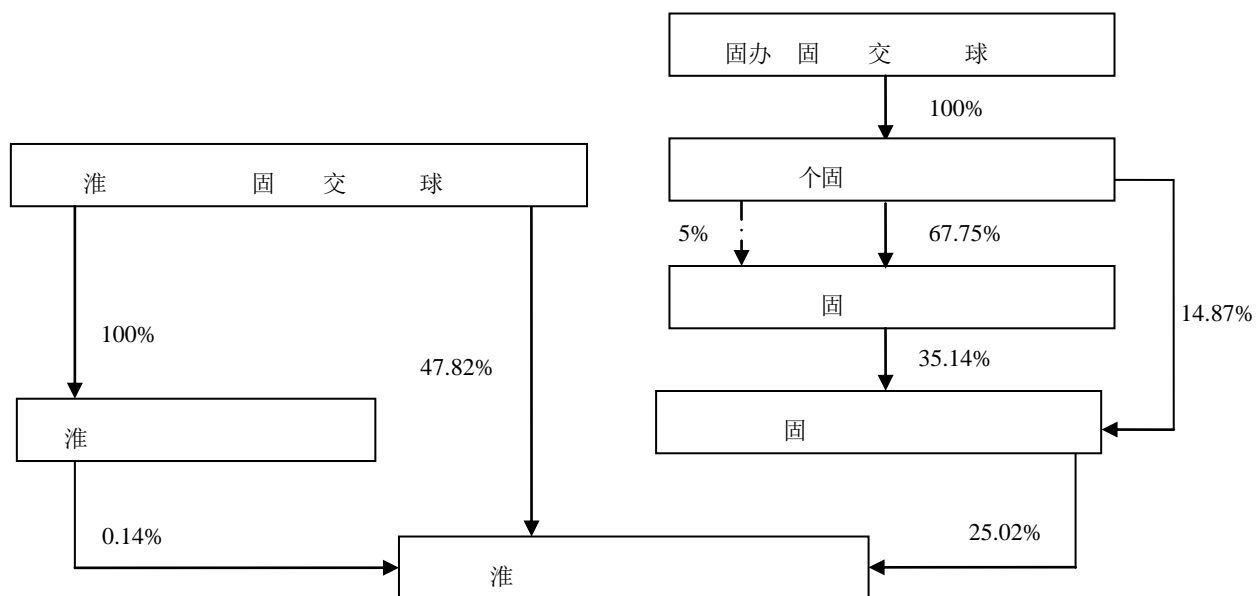 固办 固 交 球
100%
淮 固 交 球
个固
5%
67.75%
固
14.87%
100%
35.14%
47.82%
淮
固
0.14%
25.02%
淮